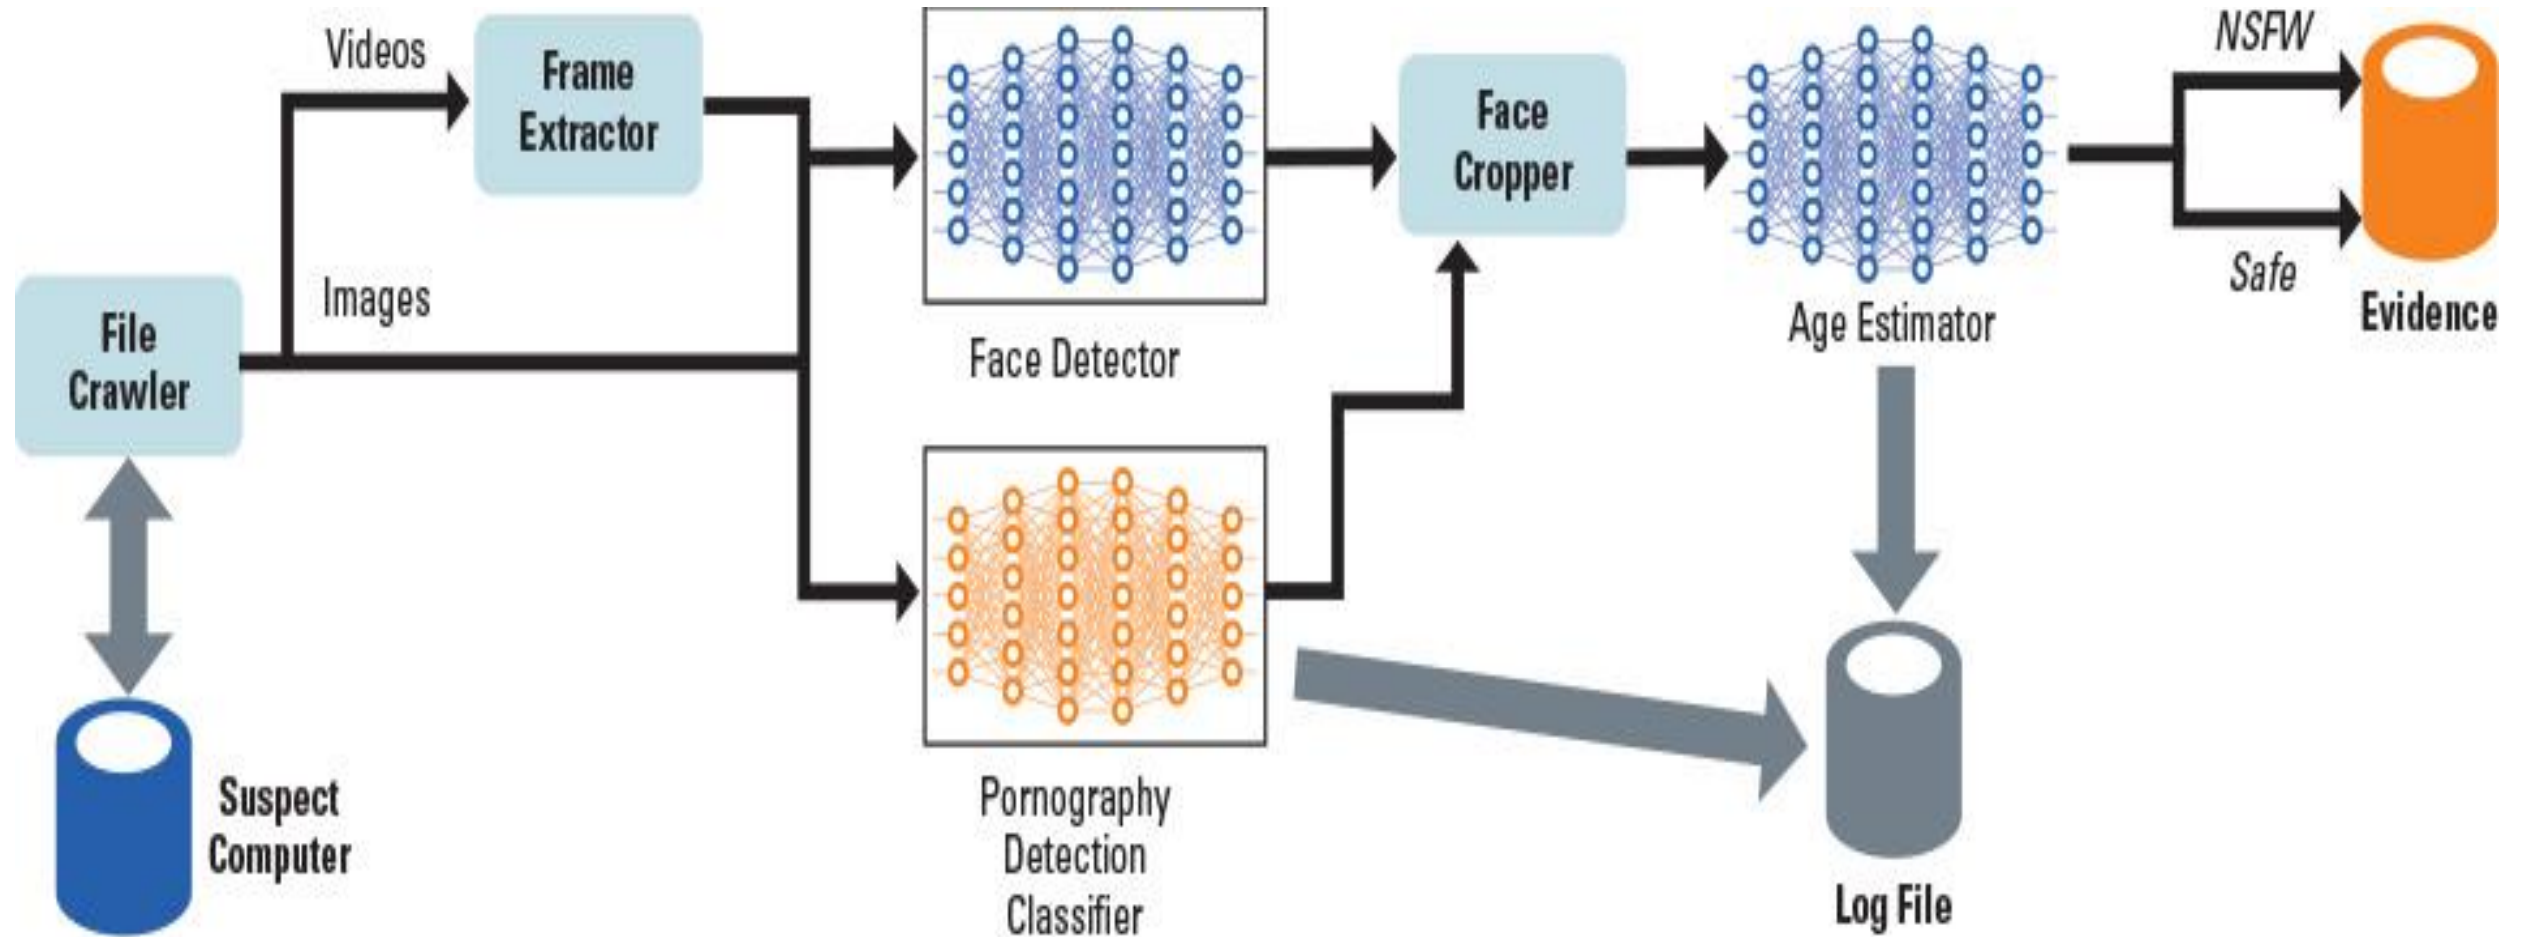 Videos
Frame
Extractor
Images
File
Crawler
Suspect
Computer
Face Detector
Pornography
Detection
Classifier
Face
Cropper
Age Estimator
NSFW
Safe
Evidence
Log File